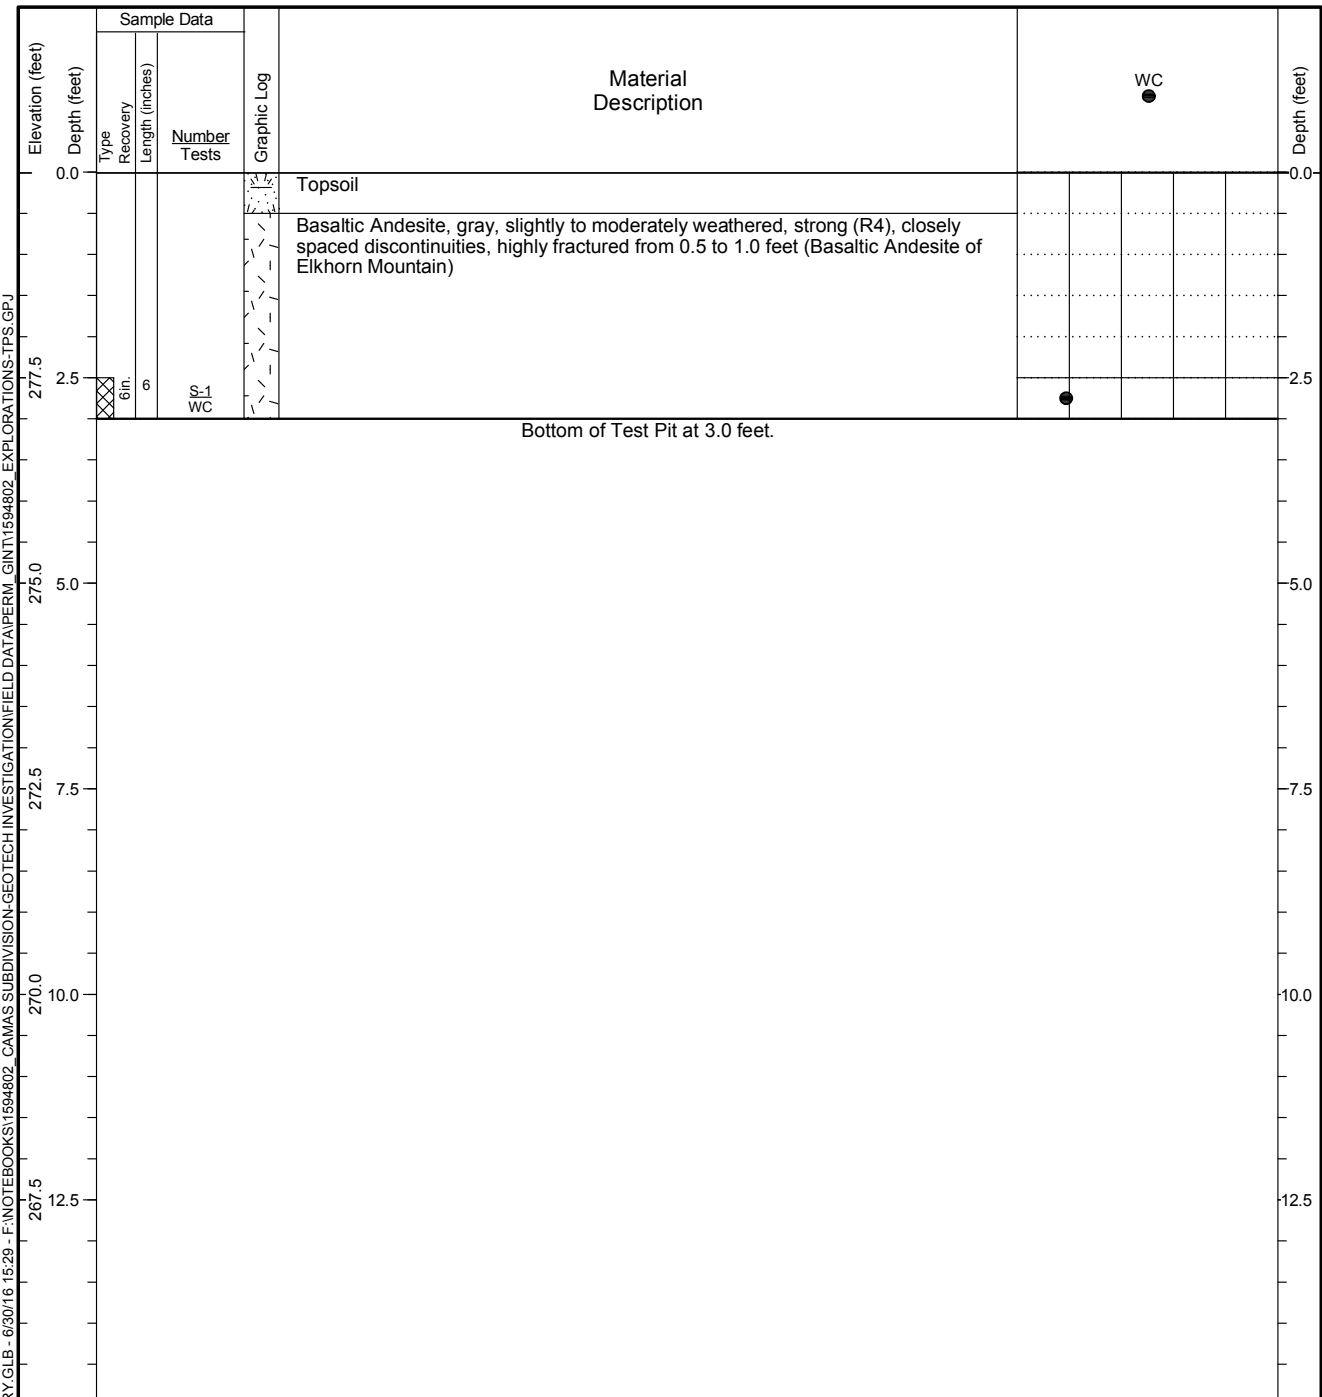 Sample Data
Elevation (feet)
Depth (feet)
Type
Recovery
Length (inches)
Number
Tests
Graphic Log
Material
Description
WC
Depth (feet)
0.0
Topsoil
0.0
Basaltic Andesite, gray, slightly to moderately weathered, strong (R4), closely
spaced discontinuities, highly fractured from 0.5 to 1.0 feet (Basaltic Andesite of
Elkhorn Mountain)
277.5
2.5
6in.
6
S-1
WC
2.5
Bottom of Test Pit at 3.0 feet.
275.0
5.0
5.0
272.5
7.5
7.5
270.0
10.0
10.0
267.5
12.5
12.5
RY.GLB - 6/30/16 15:29 - F:\NOTEBOOKS\1594802_CAMAS SUBDIVISION-GEOTECH INVESTIGATION\FIELD DATA\PERM_GINT\1594802_EXPLORATIONS-TPS.GPJ